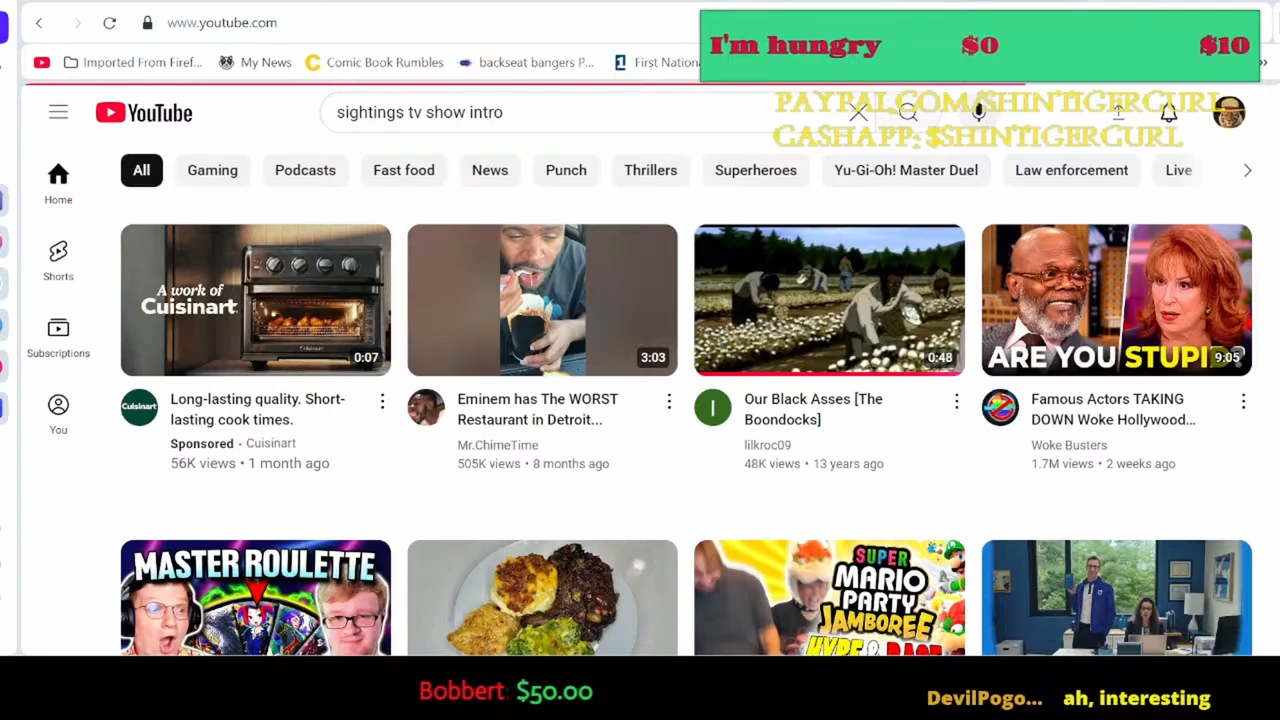 www.youtube.com
I'm hungry $0 $10
Imported From Firef... My News Comic Book Rumbles backseat bangers P... 1 First Nation
YouTube
sightings tv show intro
PAYPAL.COM/SHINTIGERCURL
CASHAPP: $SHINTIGERCURL
All Gaming Podcasts Fast food News Punch Thrillers Superheroes Yu-Gi-Oh! Master Duel Law enforcement Live
Home
Shorts
Subscriptions
You
A work of
Cuisinart
0:07
3:03
0:48
ARE YOU STUPI
9:05
Cuisinart
Long-lasting quality. Short-
lasting cook times.
Sponsored · Cuisinart
56K views • 1 month ago
Eminem has The WORST
Restaurant in Detroit...
Mr.ChimeTime
505K views • 8 months ago
I
Our Black Asses [The
Boondocks]
lilkroc09
48K views • 13 years ago
Famous Actors TAKING
DOWN Woke Hollywood...
Woke Busters
1.7M views • 2 weeks ago
MASTER ROULETTE
SUPER
MARIO
PARTY
JAMBOREE
HYPE & RAGE
Bobbert: $50.00
DevilPogo... ah, interesting